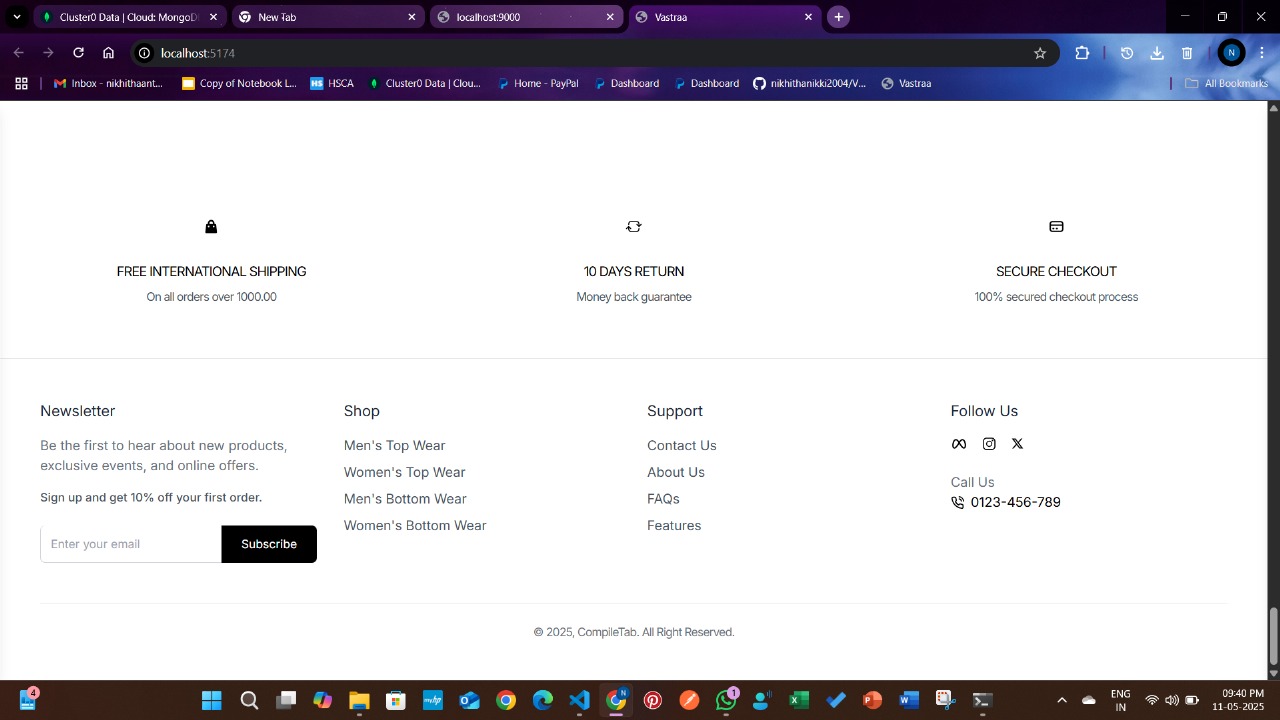 Cluster0 Data | Cloud: MongoDB
New Tab
localhost:9000
Vastraa
localhost:5174
N
Inbox - nikhithaant...
Copy of Notebook L...
HS HSCA
Cluster0 Data | Clou...
Home - PayPal
Dashboard
Dashboard
nikhithanikki2004/V...
Vastraa
All Bookmarks
FREE INTERNATIONAL SHIPPING
On all orders over 1000.00
10 DAYS RETURN
Money back guarantee
SECURE CHECKOUT
100% secured checkout process
Newsletter
Be the first to hear about new products,
exclusive events, and online offers.
Sign up and get 10% off your first order.
Enter your email
Subscribe
Shop
Men's Top Wear
Women's Top Wear
Men's Bottom Wear
Women's Bottom Wear
Support
Contact Us
About Us
FAQs
Features
Follow Us
Call Us
0123-456-789
© 2025, CompileTab. All Right Reserved.
4
1
ENG
IN
09:40 PM
11-05-2025